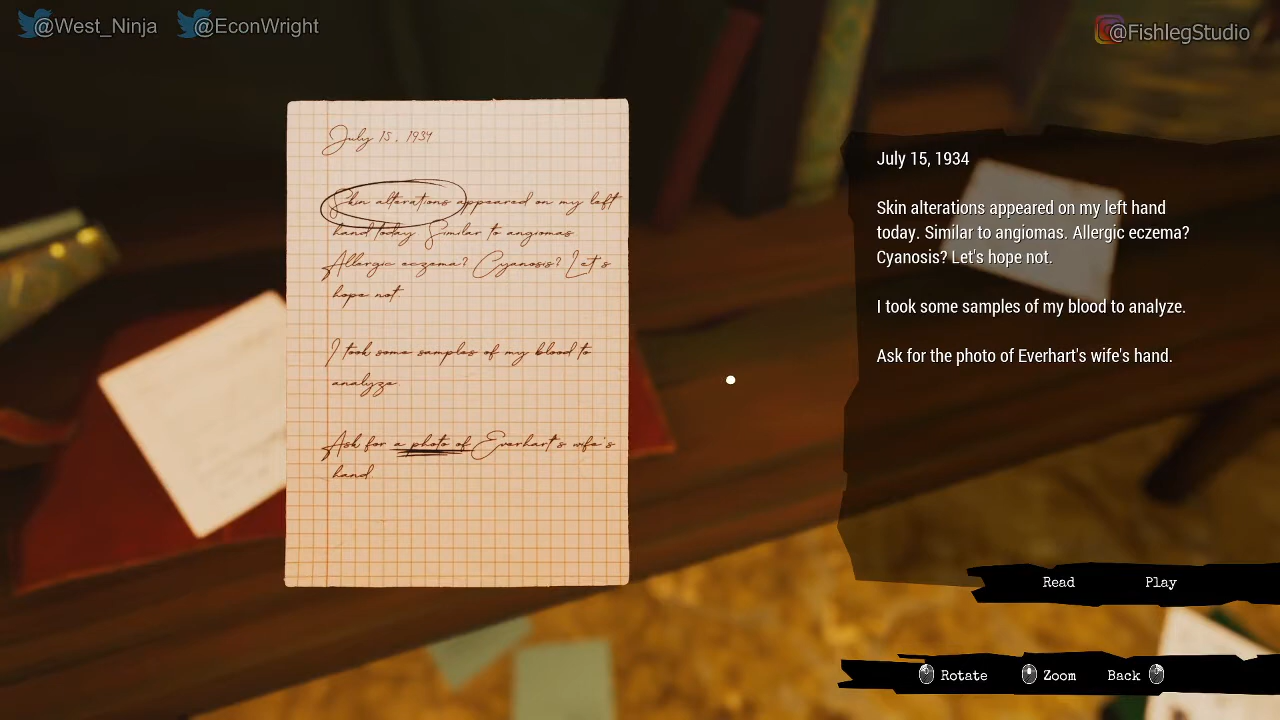 @West_Ninja @EconWright
@FishlegStudio
July 15, 1934
Skin alterations appeared on my left
hand today Similar to angiomas
Allergic eczema? Cyanosis? Let's
hope not.
I took some samples of my blood to
analyze.
Ask for a photo of Everhart's wife's
hand.
July 15, 1934
Skin alterations appeared on my left hand
today. Similar to angiomas. Allergic eczema?
Cyanosis? Let's hope not.
I took some samples of my blood to analyze.
Ask for the photo of Everhart's wife's hand.
Read Play
Rotate Zoom Back